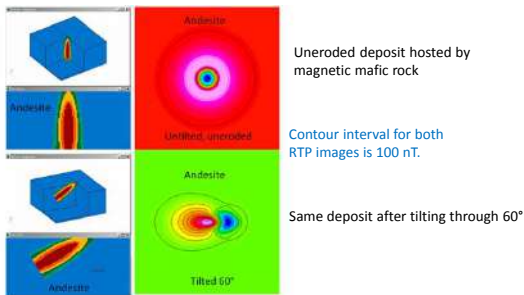 Andesite
Andesite
Untilted, uneroded
Uneroded deposit hosted by
magnetic mafic rock
Contour interval for both
RTP images is 100 nT.
Andesite
Andesite
Tilted 60°
Same deposit after tilting through 60°